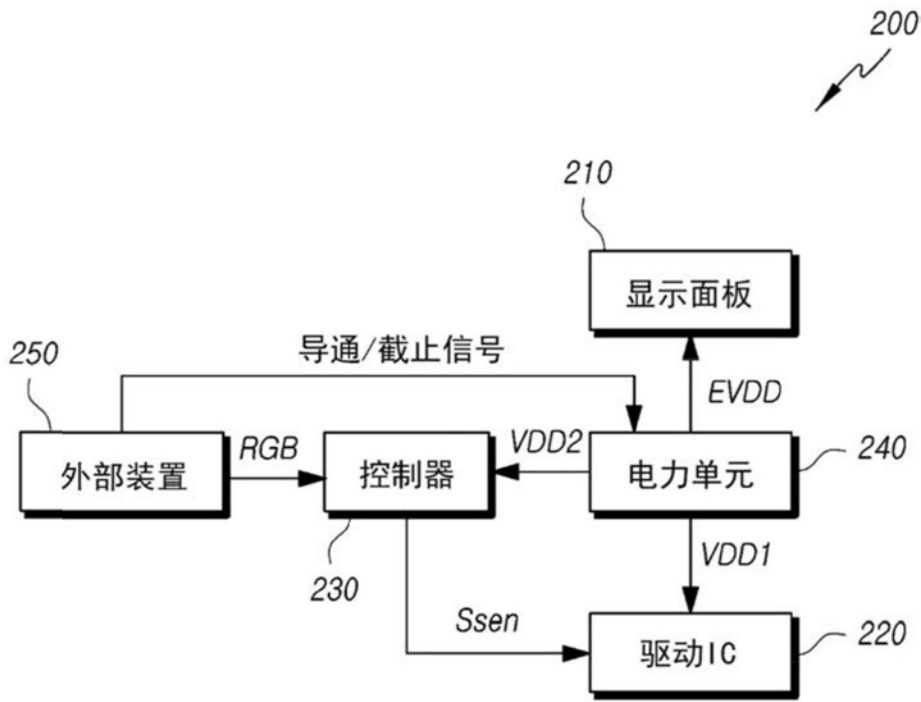 200
210
显示面板
导通/截止信号
250
EVDD
外部装置
RGB
控制器
VDD2
电力单元
240
230
VDD1
Ssen
驱动IC
220